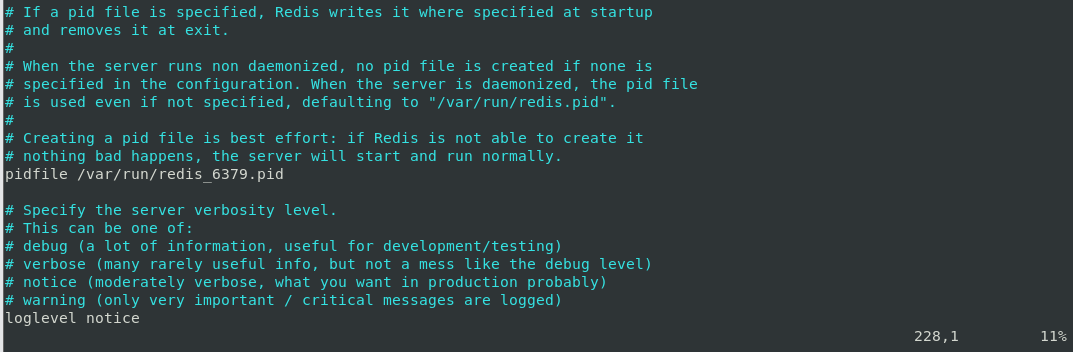 # If a pid file is specified, Redis writes it where specified at startup
# and removes it at exit.
#
# When the server runs non daemonized, no pid file is created if none is
# specified in the configuration. When the server is daemonized, the pid file
# is used even if not specified, defaulting to "/var/run/redis.pid".
#
# Creating a pid file is best effort: if Redis is not able to create it
# nothing bad happens, the server will start and run normally.
pidfile /var/run/redis_6379.pid

# Specify the server verbosity level.
# This can be one of:
# debug (a lot of information, useful for development/testing)
# verbose (many rarely useful info, but not a mess like the debug level)
# notice (moderately verbose, what you want in production probably)
# warning (only very important / critical messages are logged)
loglevel notice
228,1 11%